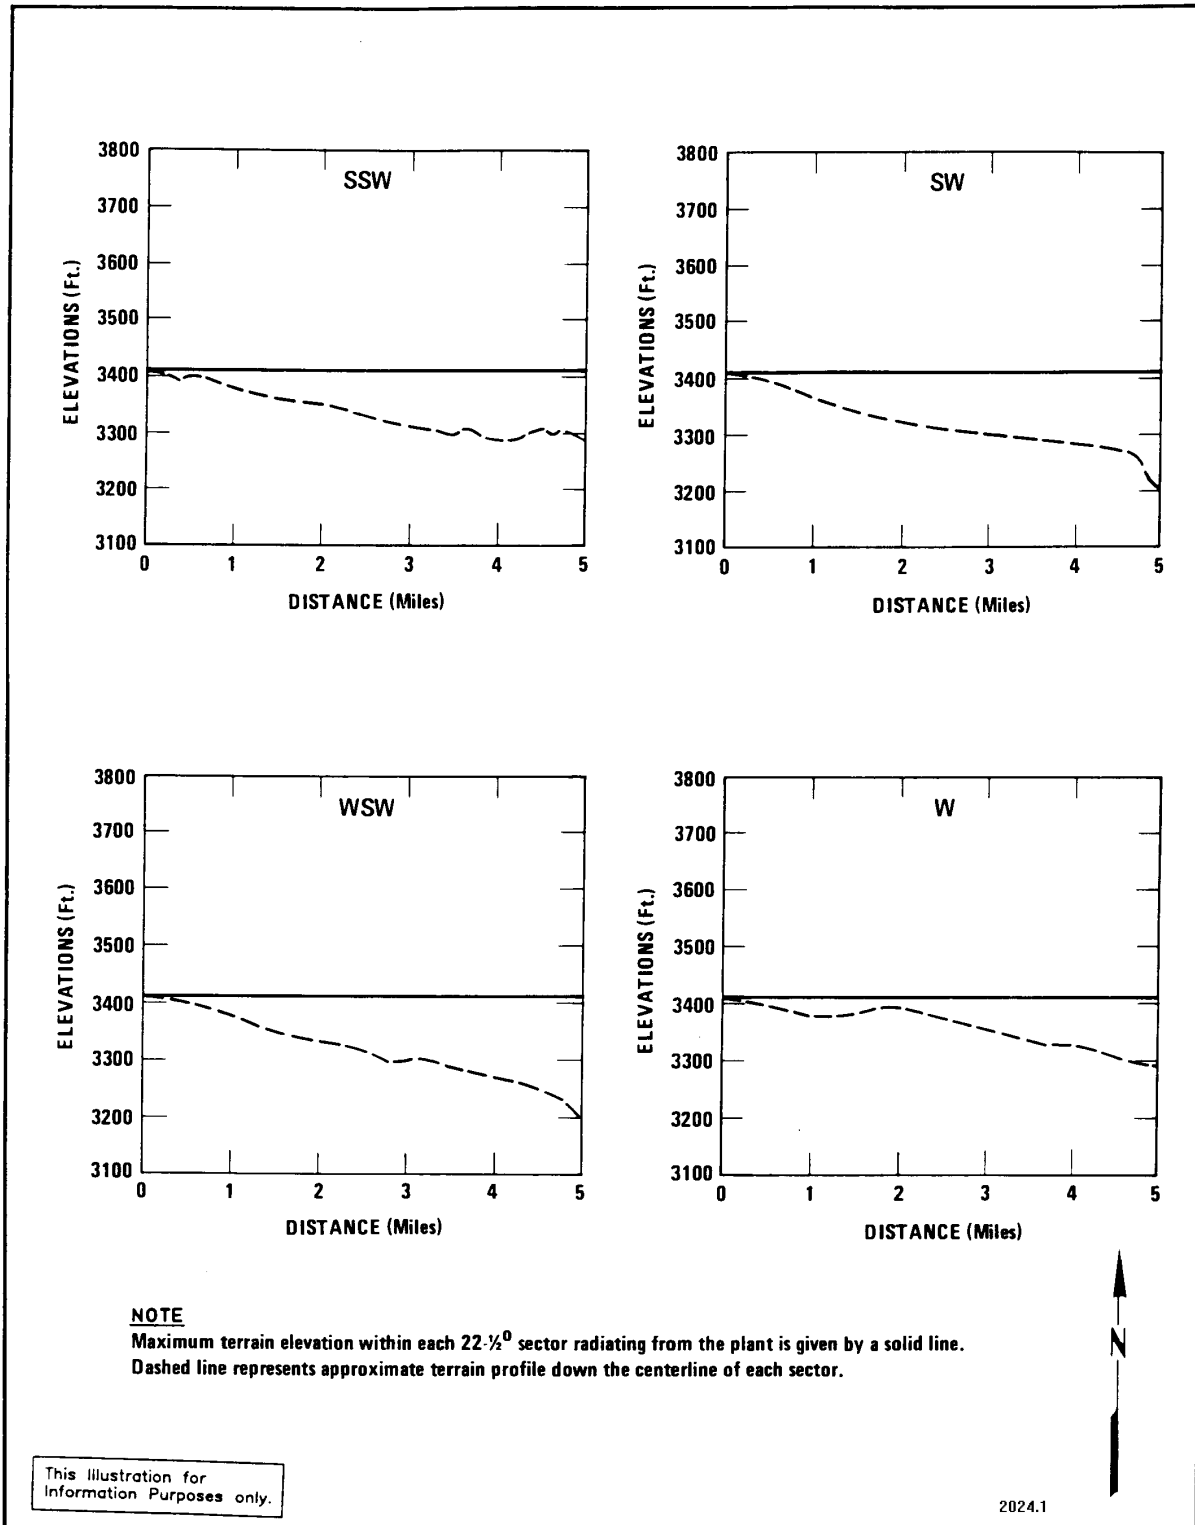 SSW
3800
3700
3600
3500
3400
3300
3200
3100
ELEVATIONS (Ft.)
0 1 2 3 4 5
DISTANCE (Miles)
SW
3800
3700
3600
3500
3400
3300
3200
3100
ELEVATIONS (Ft.)
0 1 2 3 4 5
DISTANCE (Miles)
WSW
3800
3700
3600
3500
3400
3300
3200
3100
ELEVATIONS (Ft.)
0 1 2 3 4 5
DISTANCE (Miles)
W
3800
3700
3600
3500
3400
3300
3200
3100
ELEVATIONS (Ft.)
0 1 2 3 4 5
DISTANCE (Miles)
NOTE
Maximum terrain elevation within each 22-½⁰ sector radiating from the plant is given by a solid line.
Dashed line represents approximate terrain profile down the centerline of each sector.
N
This Illustration for
Information Purposes only.
2024.1